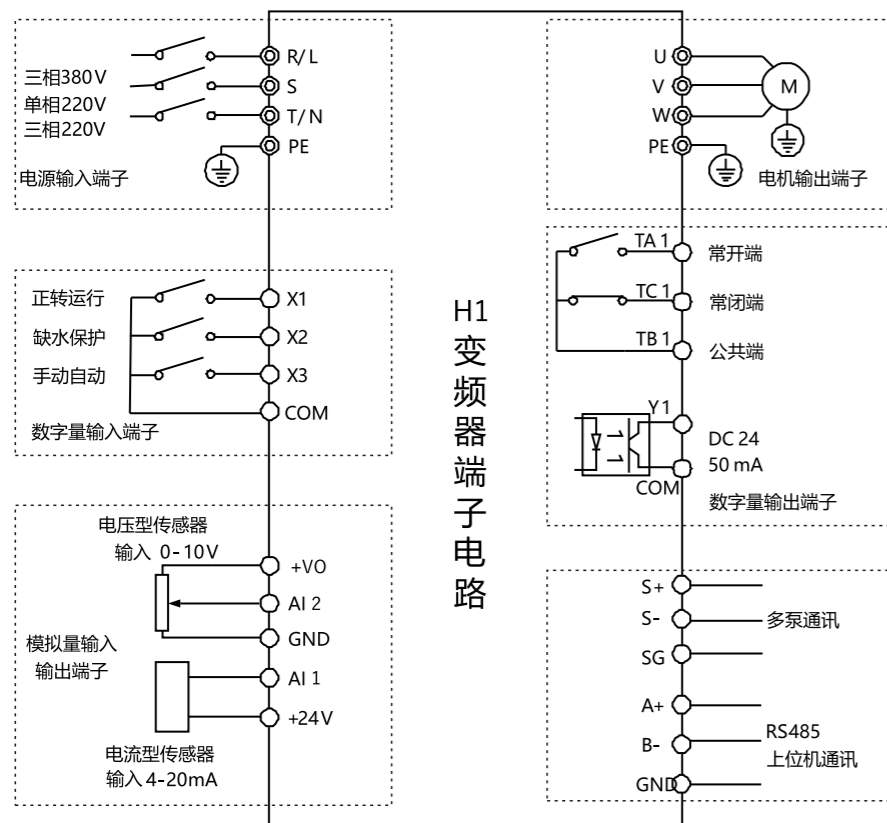 R/L
三相380V
S
单相220V
T/N
三相220V
PE
电源输入端子
正转运行
X1
缺水保护
X2
手动自动
X3
COM
数字量输入端子
电压型传感器
输入 0-10V
+VO
AI 2
模拟量输入
输出端子
GND
AI 1
+24V
电流型传感器
输入 4-20mA
H1
变
频
器
端
子
电
路
U
V
M
W
PE
电机输出端子
TA 1
常开端
TC 1
常闭端
TB 1
公共端
Y1
DC 24
50 mA
COM
数字量输出端子
S+
S-
多泵通讯
SG
A+
RS485
B-
上位机通讯
GND